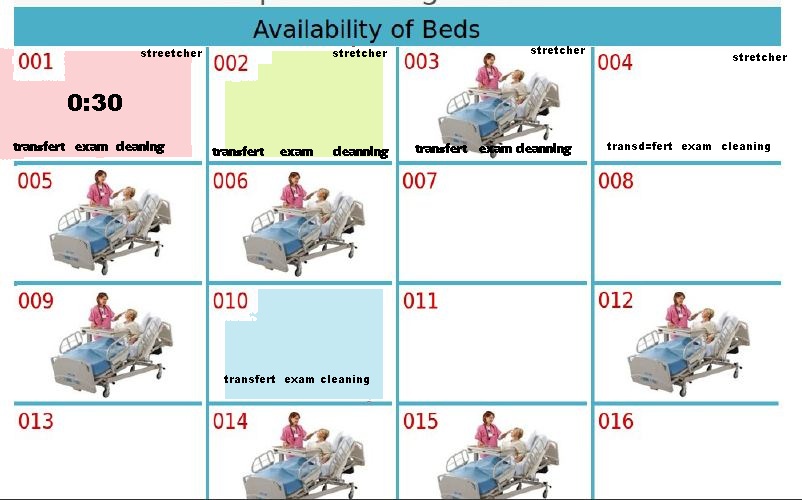 Availability of Beds
001 streetcher 002 stretcher 003 stretcher 004 stretcher
0:30
transfert exam cleaning transfert exam cleanning transfert exam cleanning transd=fert exam cleaning
005 006 007 008
009 010 011 012
transfert exam cleaning
013 014 015 016